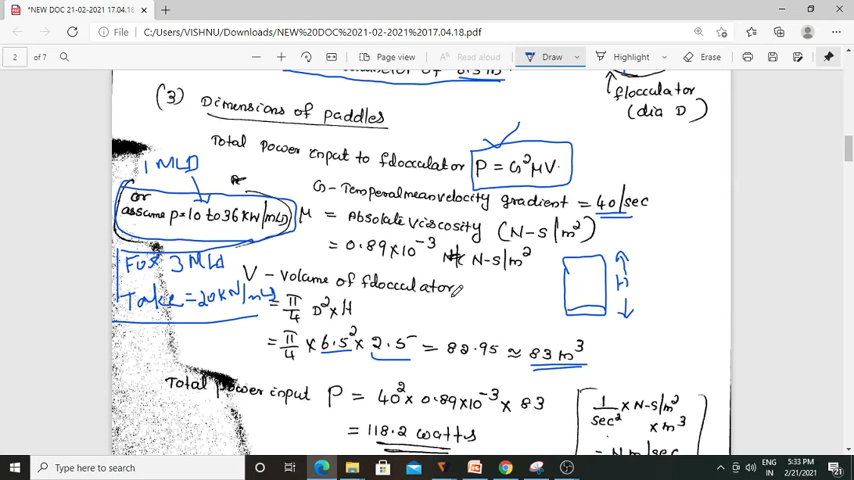 *NEW DOC 21-02-2021 17.04.18.p
C:/Users/VISHNU/Downloads/NEW%20DOC%2021-02-2021%2017.04.18.pdf
2 of 7
Page view
Read aloud
Draw
Highlight
Erase
flocculator
(dia D)
(3) Dimensions of paddles
Total power input to flocculator P = G²μV
1 MLD
G - Temporal mean velocity gradient = 40/sec
or
assume p=10 to 36 KW/MLD
μ = Absolute viscosity (N-s/m²)
= 0.89×10⁻³ N-s/m²
For 3 MLD
Take = 20KN/MLD
V - volume of flocculator
= π/4 D²×H
H
= π/4 × 6.5² × 2.5 = 82.95 ≈ 83 m³
Total power input P = 40² × 0.89×10⁻³ × 83
= 118.2 watts
1/sec² × N-s/m² × m³
= N m/sec
Type here to search
ENG
IN
5:33 PM
2/21/2021
21